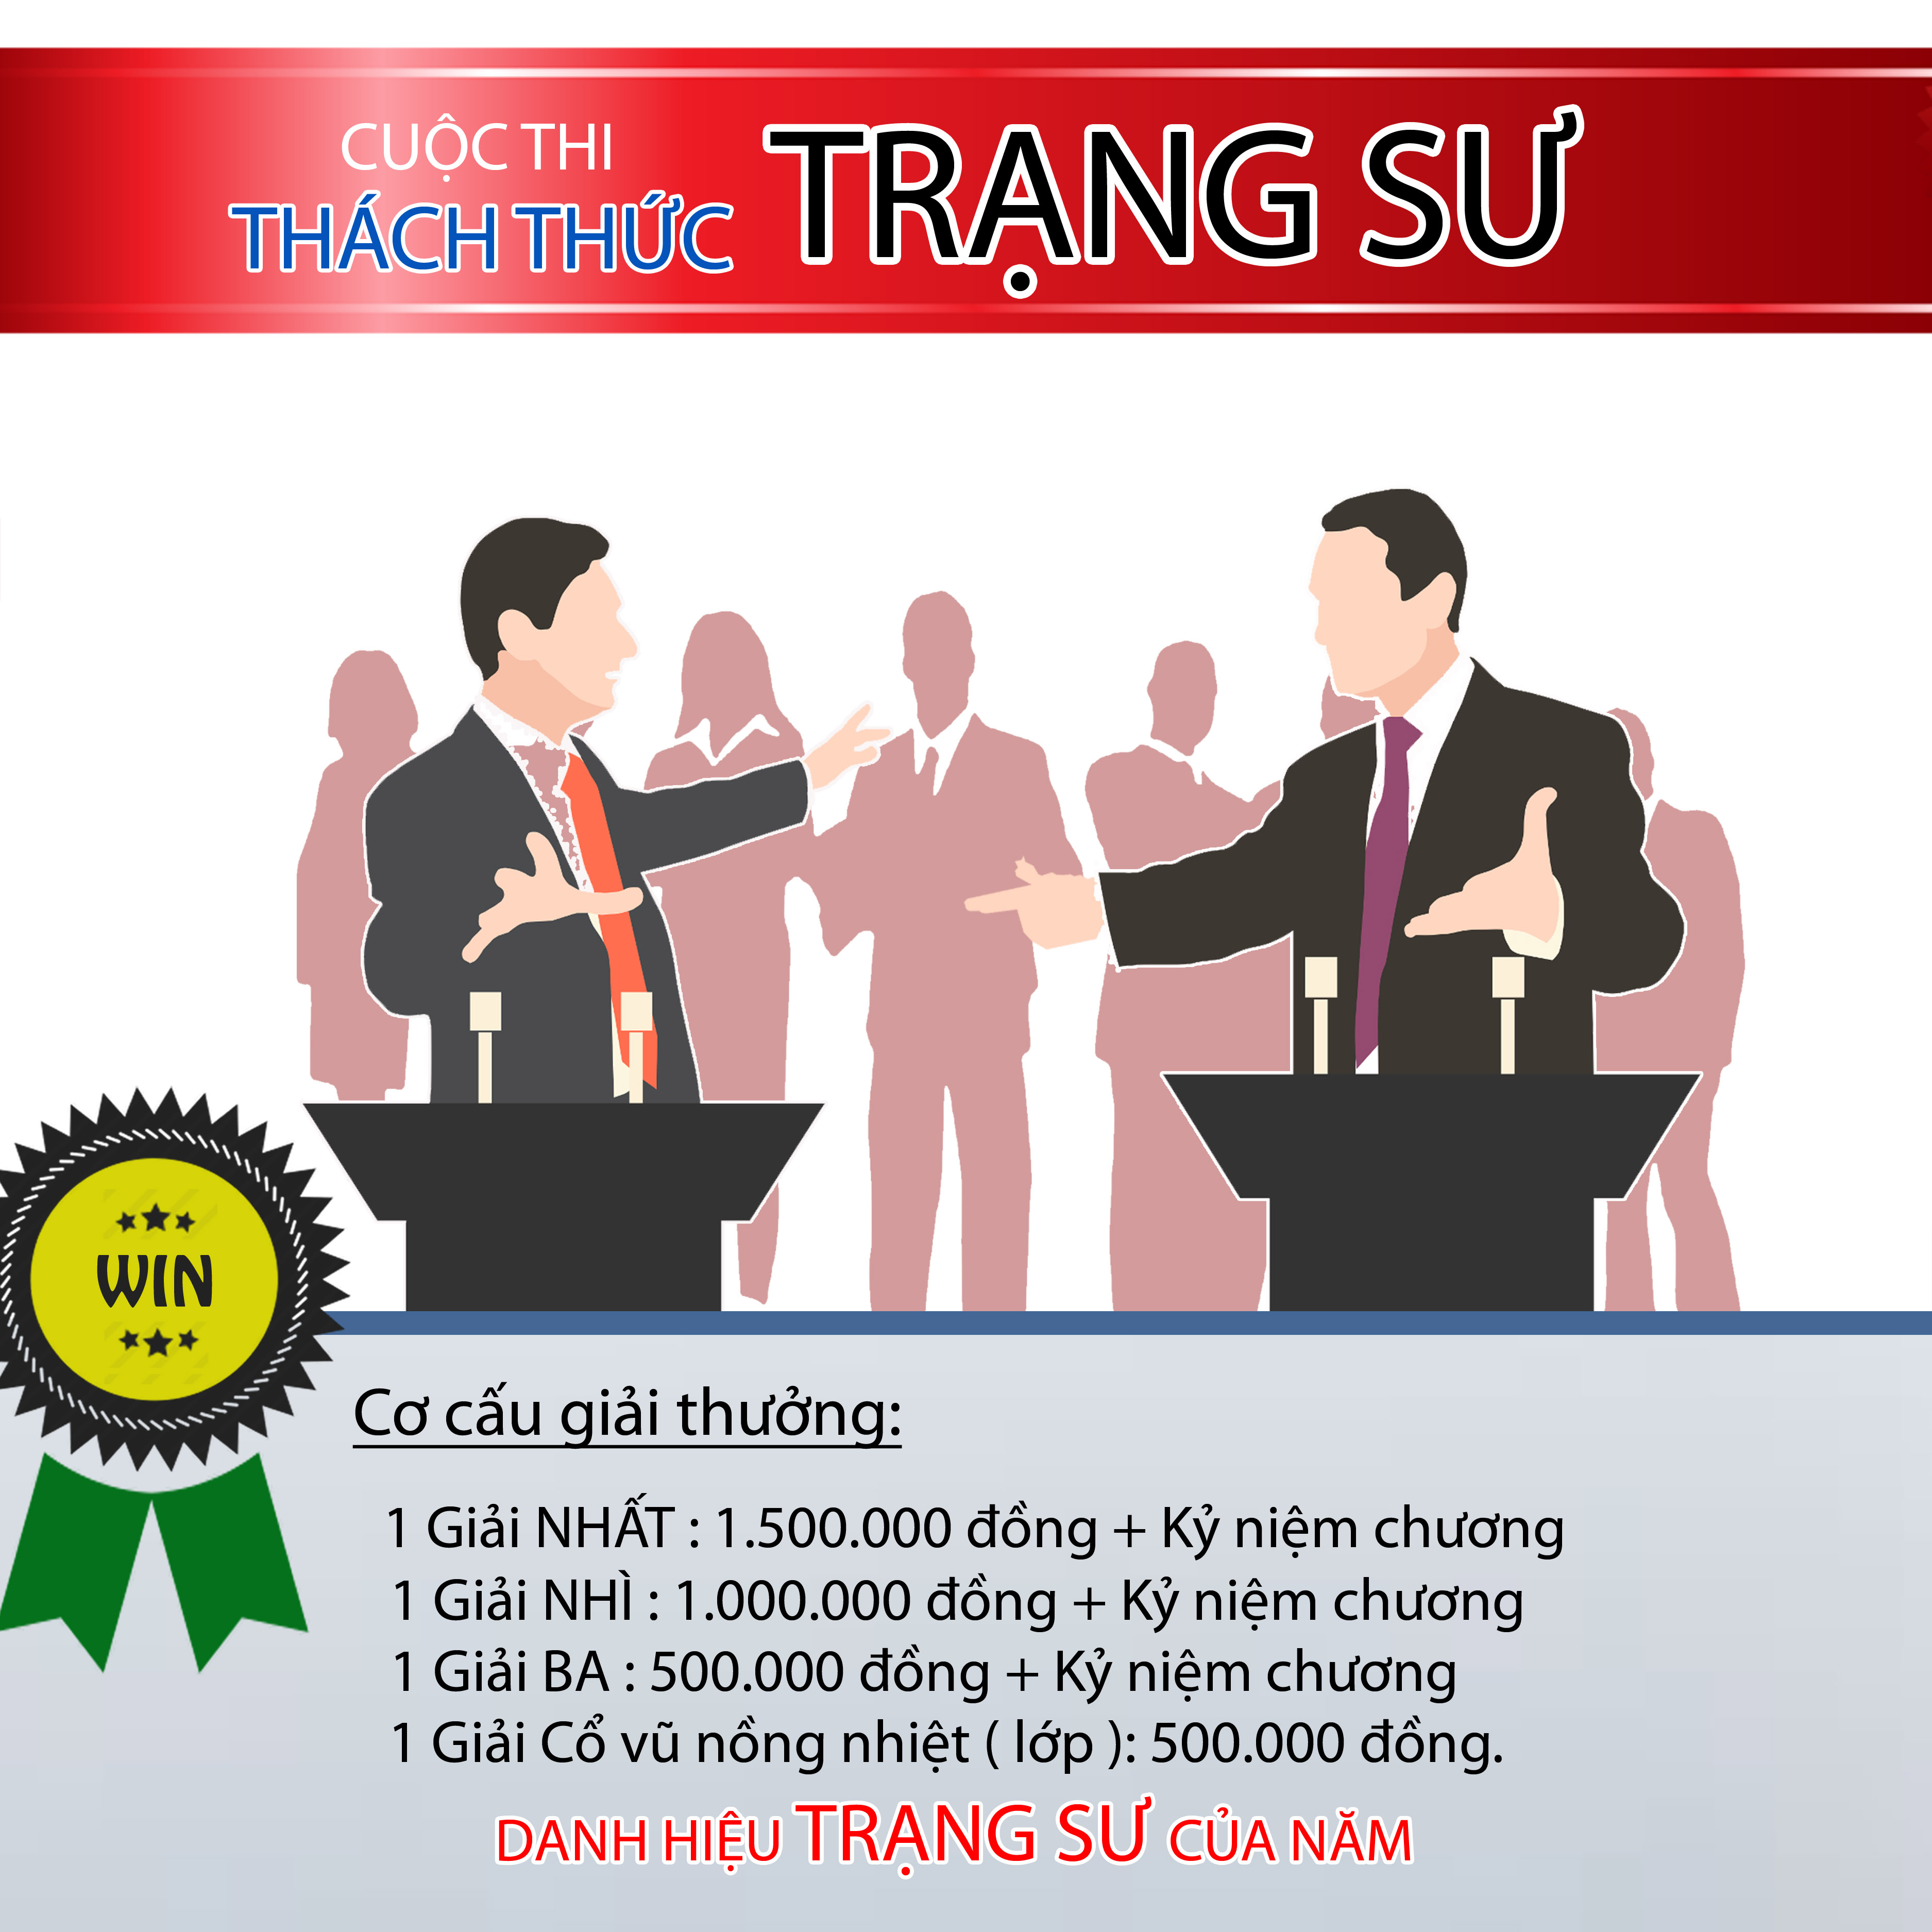 CUỘC THI
THÁCH THỨC
TRẠNG SƯ
WIN
Cơ cấu giải thưởng:
1 Giải NHẤT : 1.500.000 đồng + Kỷ niệm chương
1 Giải NHÌ : 1.000.000 đồng + Kỷ niệm chương
1 Giải BA : 500.000 đồng + Kỷ niệm chương
1 Giải Cổ vũ nồng nhiệt ( lớp ): 500.000 đồng.
DANH HIỆU TRẠNG SƯ CỦA NĂM